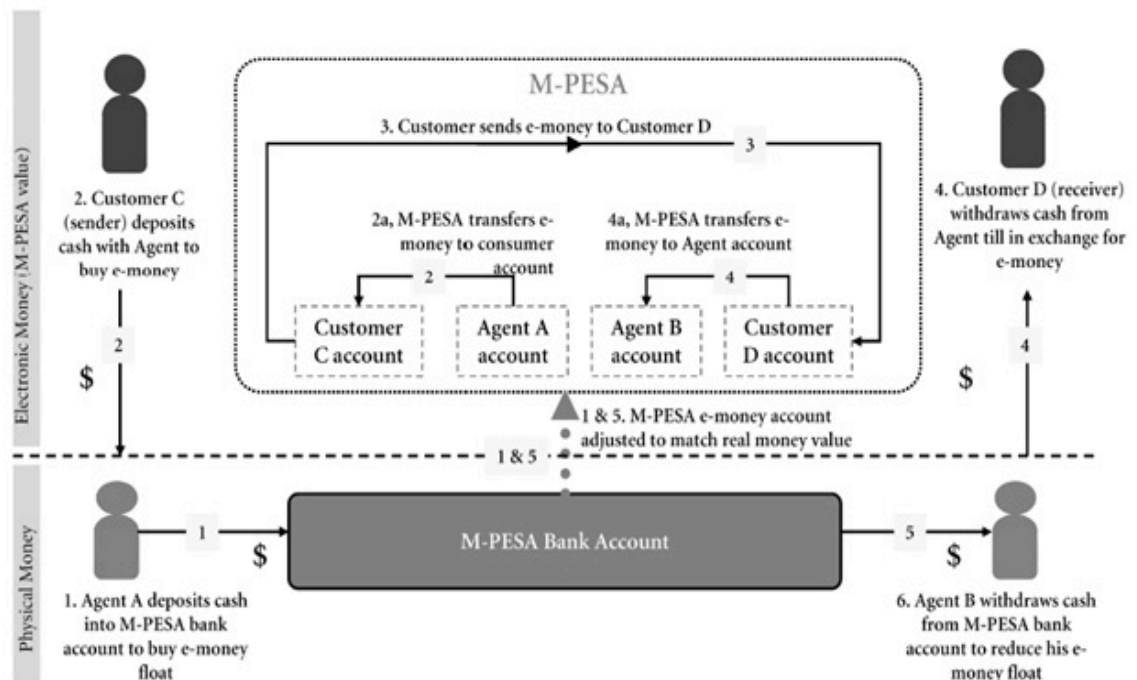 Electronic Money (M-PESA value)
M-PESA
3. Customer sends e-money to Customer D
3
2. Customer C
(sender) deposits
cash with Agent to
buy e-money
2a, M-PESA transfers e-
money to consumer
account
2
4a, M-PESA transfers e-
money to Agent account
4
4. Customer D (receiver)
withdraws cash from
Agent till in exchange for
e-money
Customer
C account
Agent A
account
Agent B
account
Customer
D account
2
$
4
$
1 & 5. M-PESA e-money account
adjusted to match real money value
1 & 5
Physical Money
1
$
M-PESA Bank Account
5
$
1. Agent A deposits cash
into M-PESA bank
account to buy e-money
float
6. Agent B withdraws cash
from M-PESA bank
account to reduce his e-
money float